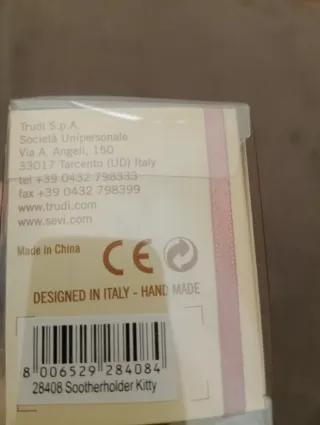 Trudi S.p.A.
Società Unipersonale
Via A. Angeli, 150
33017 Tarcento (UD) Italy
tel +39 0432 798333
fax +39 0432 798399
www.trudi.com
www.sevi.com
Made in China
CE
DESIGNED IN ITALY - HAND MADE
8 006529 284084
28408 Sootherholder Kitty